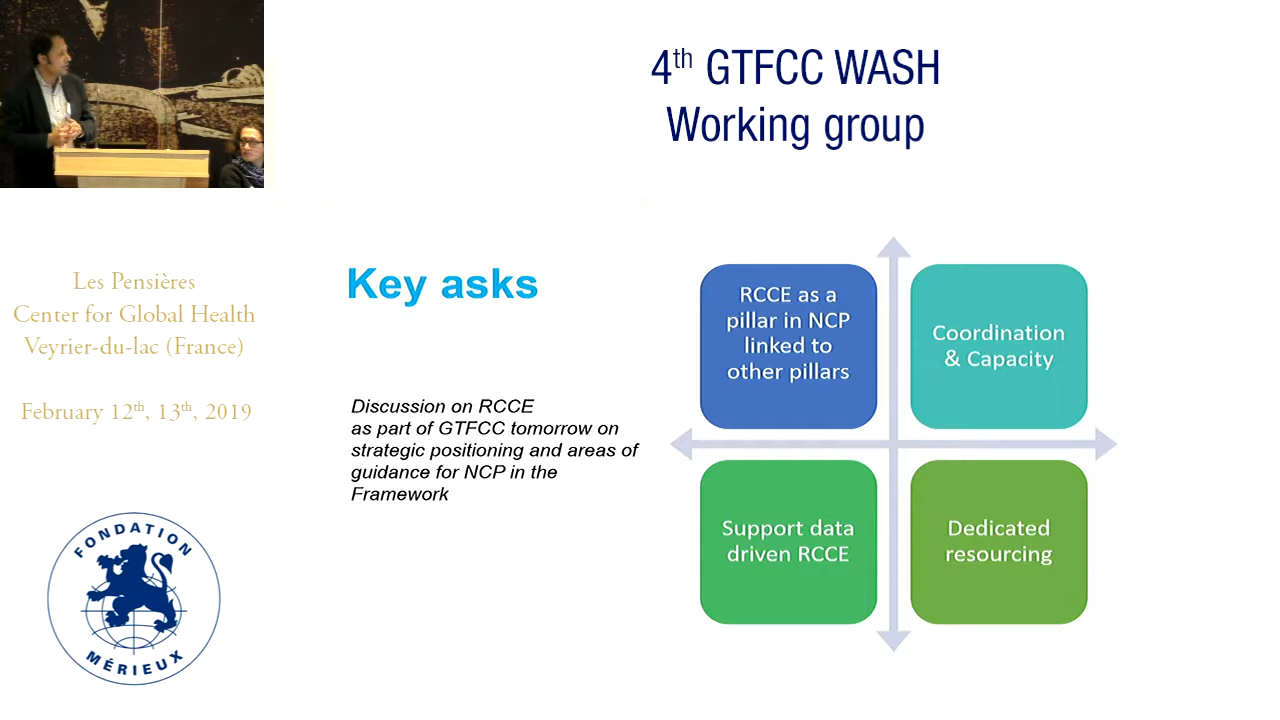 4th GTFCC WASH
Working group
Les Pensières
Center for Global Health
Veyrier-du-lac (France)
February 12th, 13th, 2019
FONDATION
MÉRIEUX
Key asks
Discussion on RCCE
as part of GTFCC tomorrow on
strategic positioning and areas of
guidance for NCP in the
Framework
RCCE as a
pillar in NCP
linked to
other pillars
Coordination
& Capacity
Support data
driven RCCE
Dedicated
resourcing